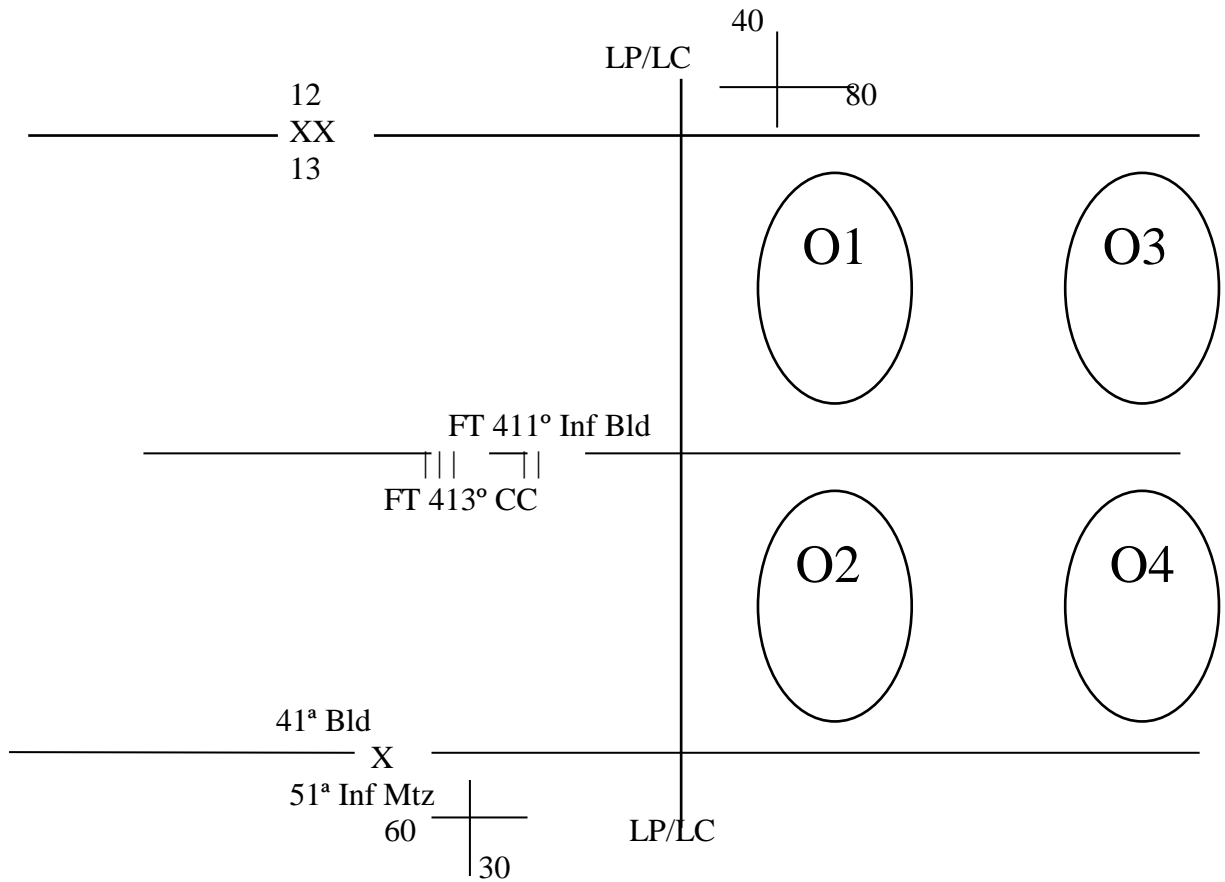 40
LP/LC
80
12
XX
13
O1
O3
FT 411º Inf Bld
FT 413º CC
O2
O4
41ª Bld
X
51ª Inf Mtz
60
LP/LC
30